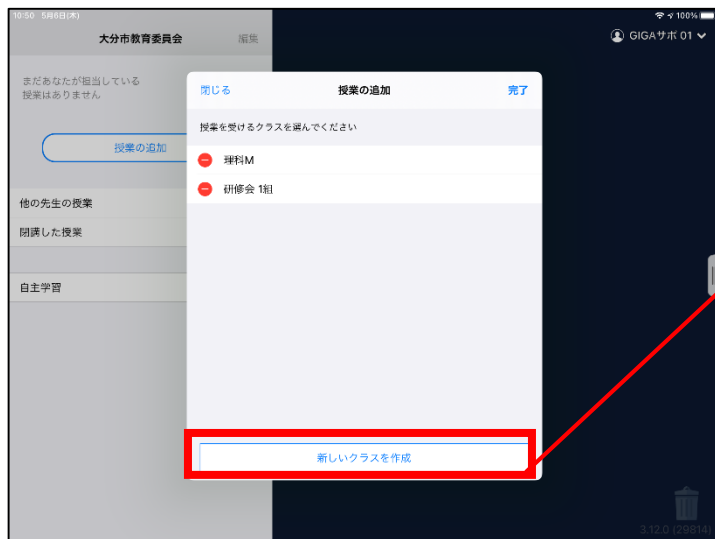 10:50 5月6日(木)
100%
大分市教育委員会
編集
GIGAサポ 01
まだあなたが担当している
授業はありません
授業の追加
他の先生の授業
閉講した授業
自主学習
閉じる
授業の追加
完了
授業を受けるクラスを選んでください
理科M
研修会 1組
新しいクラスを作成
3.12.0 (29814)